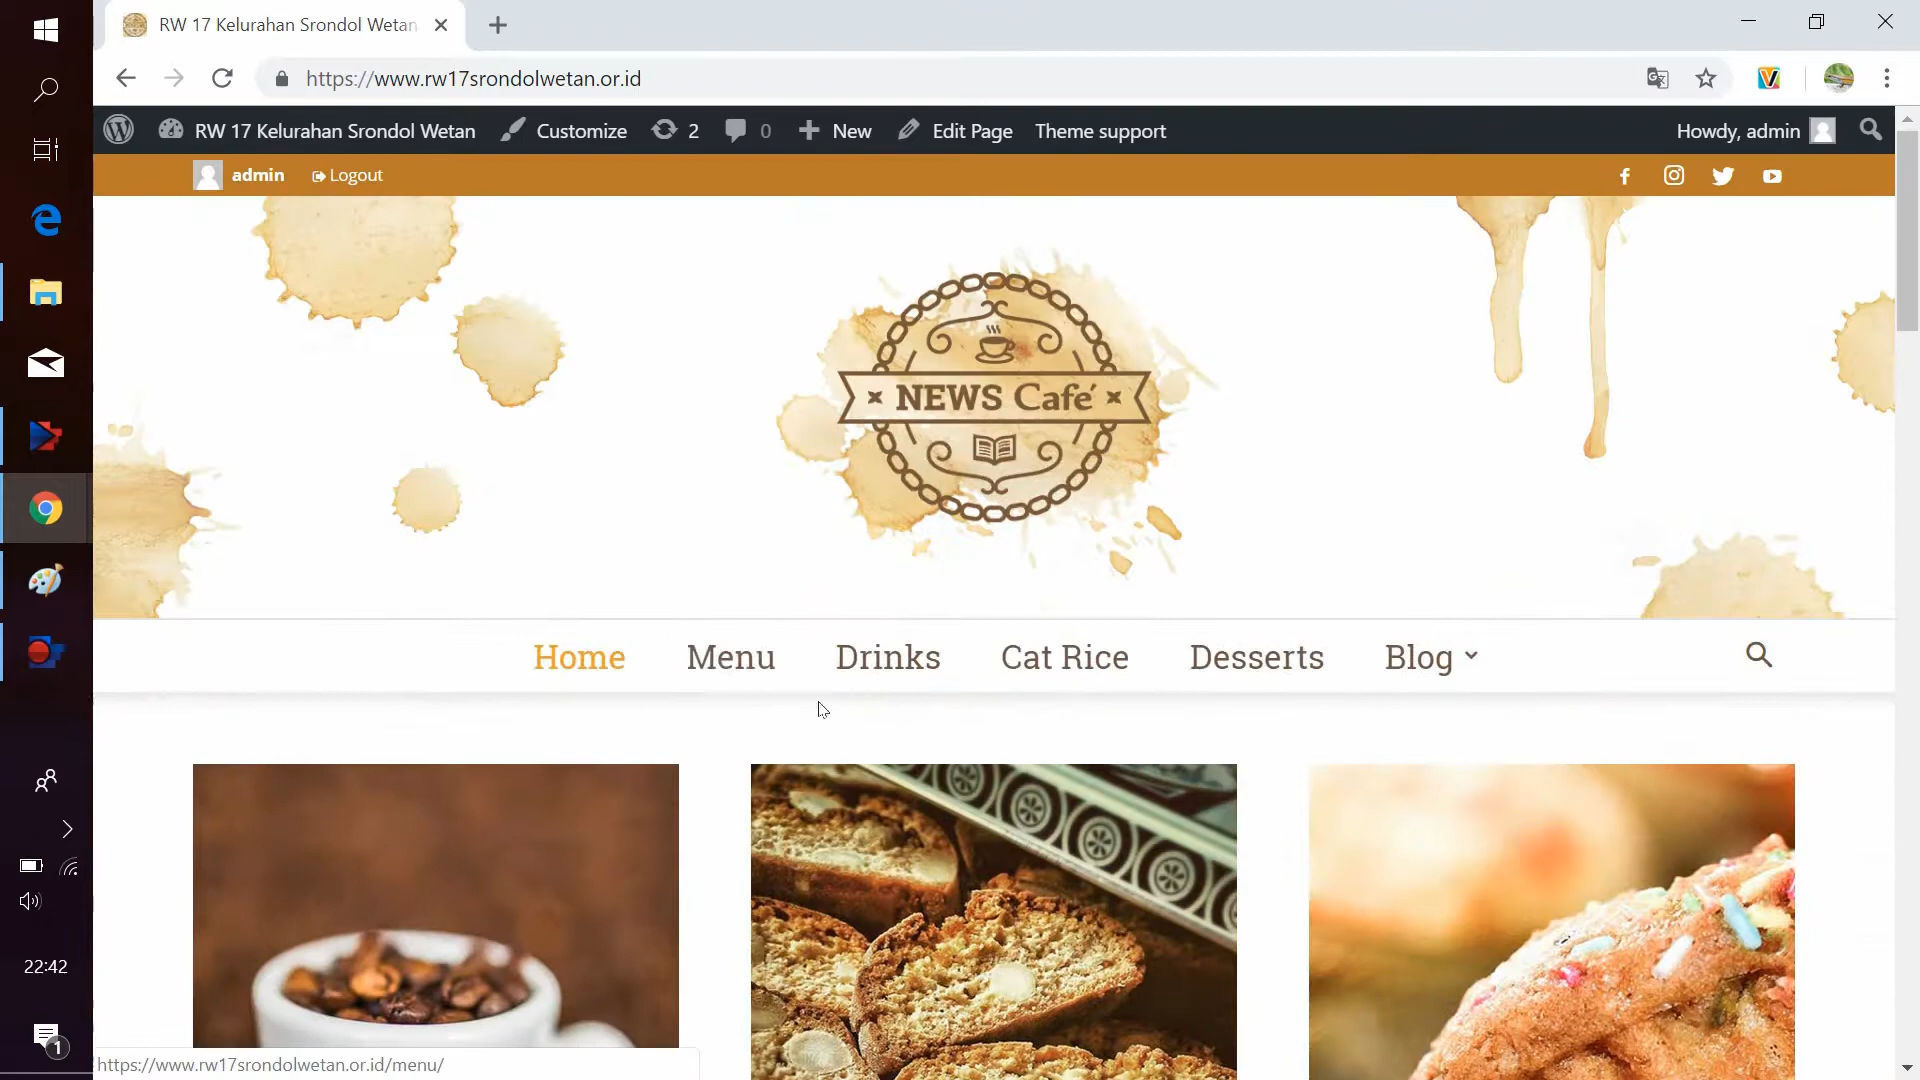 RW 17 Kelurahan Srondol Wetan
https://www.rw17srondolwetan.or.id
RW 17 Kelurahan Srondol Wetan Customize 2 0 New Edit Page Theme support Howdy, admin
admin Logout
NEWS Café
Home Menu Drinks Cat Rice Desserts Blog
22:42
1
https://www.rw17srondolwetan.or.id/menu/